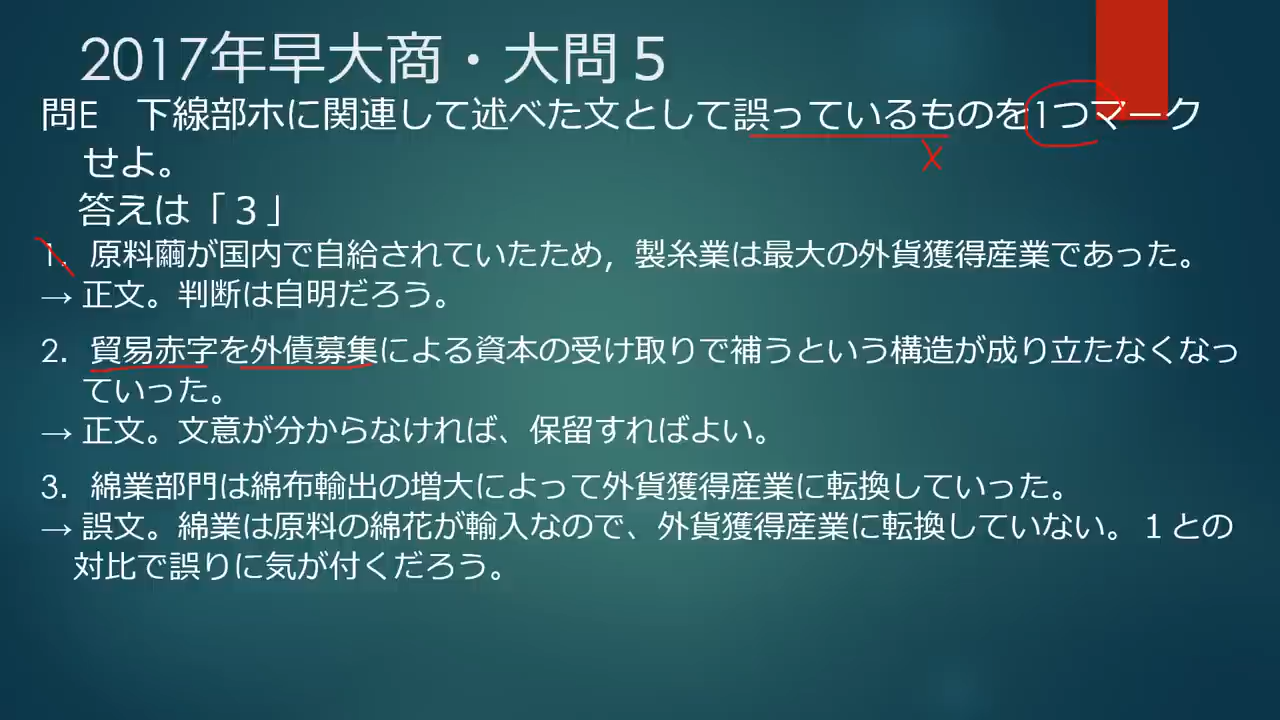 2017年早大商・大問５
問E　下線部ホに関連して述べた文として誤っているものを1つマーク
せよ。
答えは「３」
1. 原料繭が国内で自給されていたため，製糸業は最大の外貨獲得産業であった。
→ 正文。判断は自明だろう。
2. 貿易赤字を外債募集による資本の受け取りで補うという構造が成り立たなくなっ
ていった。
→ 正文。文意が分からなければ、保留すればよい。
3. 綿業部門は綿布輸出の増大によって外貨獲得産業に転換していった。
→ 誤文。綿業は原料の綿花が輸入なので、外貨獲得産業に転換していない。１との
対比で誤りに気が付くだろう。